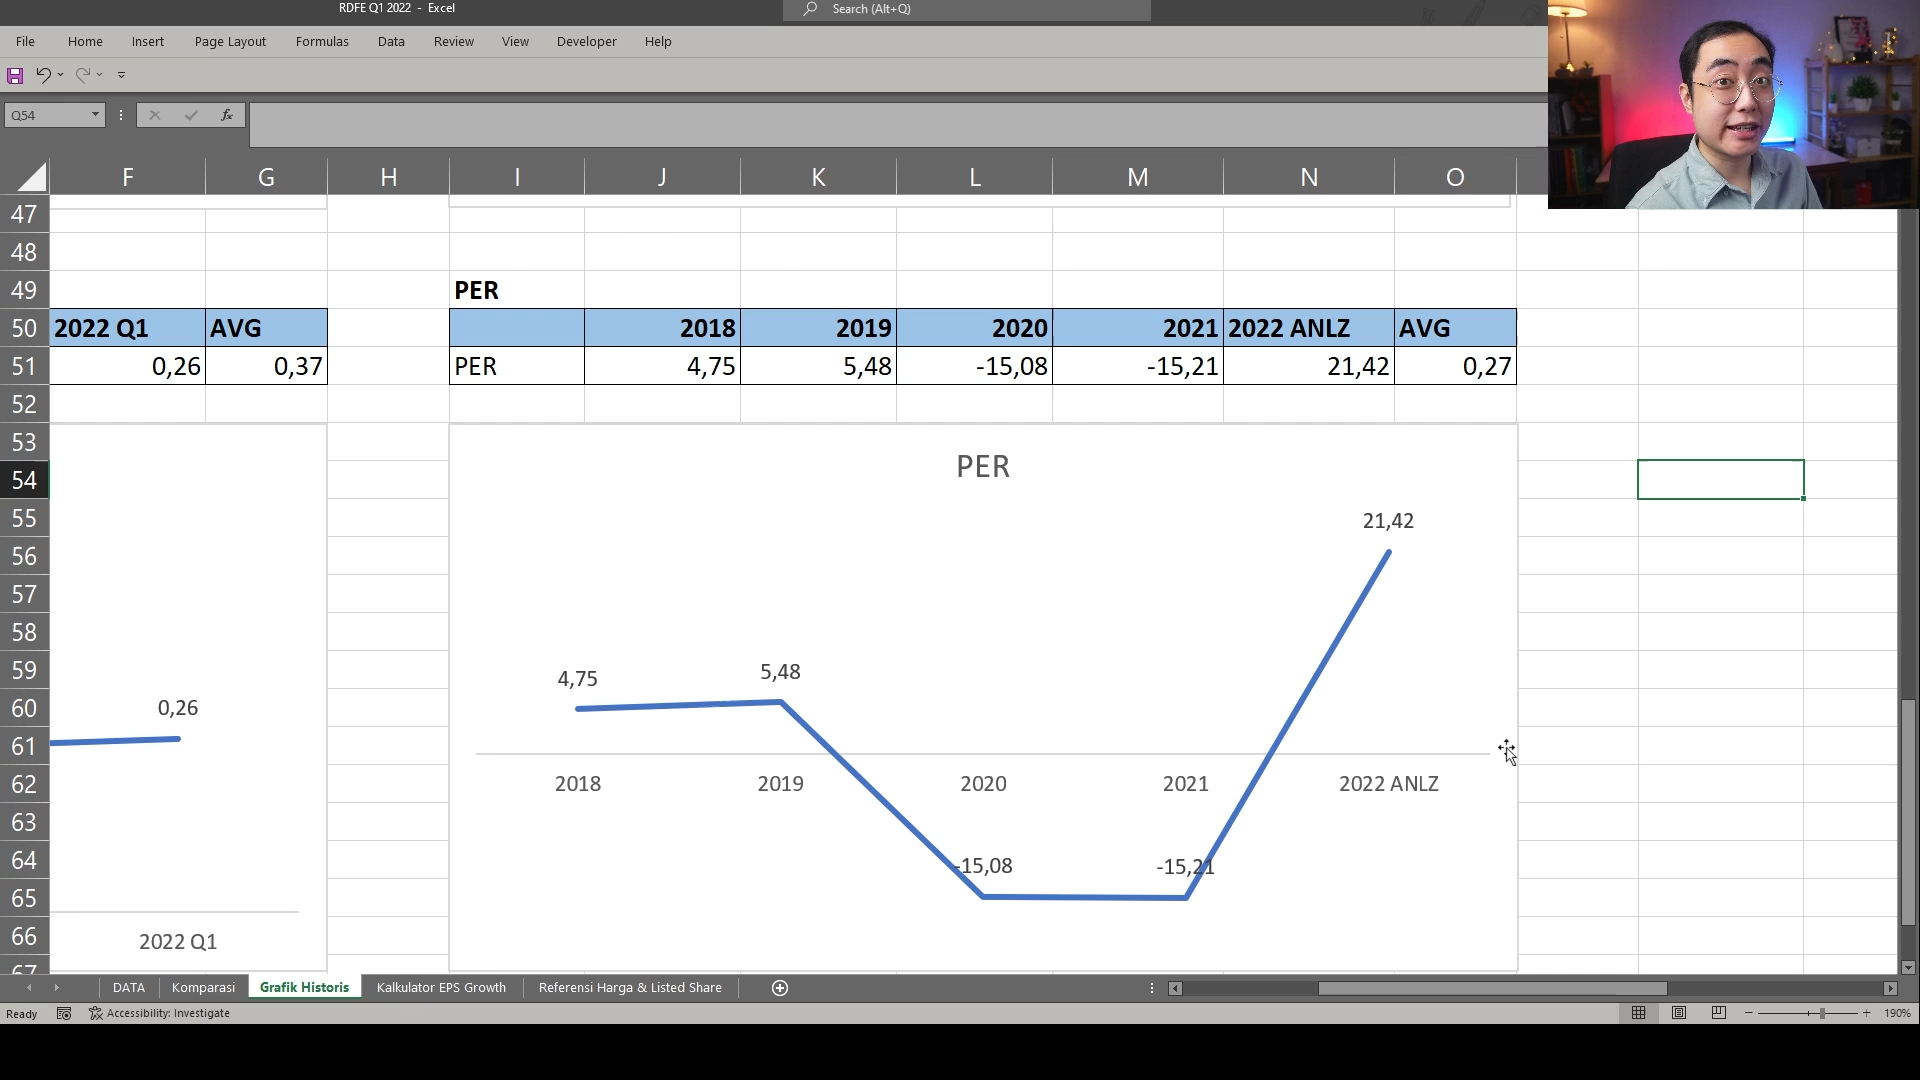 RDFE Q1 2022 - Excel
Search (Alt+Q)
File Home Insert Page Layout Formulas Data Review View Developer Help
Q54
fx
F G H I J K L M N O
47
48
49 PER
50 2022 Q1 AVG 2018 2019 2020 2021 2022 ANLZ AVG
51 0,26 0,37 PER 4,75 5,48 -15,08 -15,21 21,42 0,27
52
53
PER
54
55 21,42
56
57
58
59 4,75 5,48
60 0,26
61
62 2018 2019 2020 2021 2022 ANLZ
63
64 -15,08 -15,21
65
66 2022 Q1
67
DATA Komparasi Grafik Historis Kalkulator EPS Growth Referensi Harga & Listed Share
Ready Accessibility: Investigate 190%